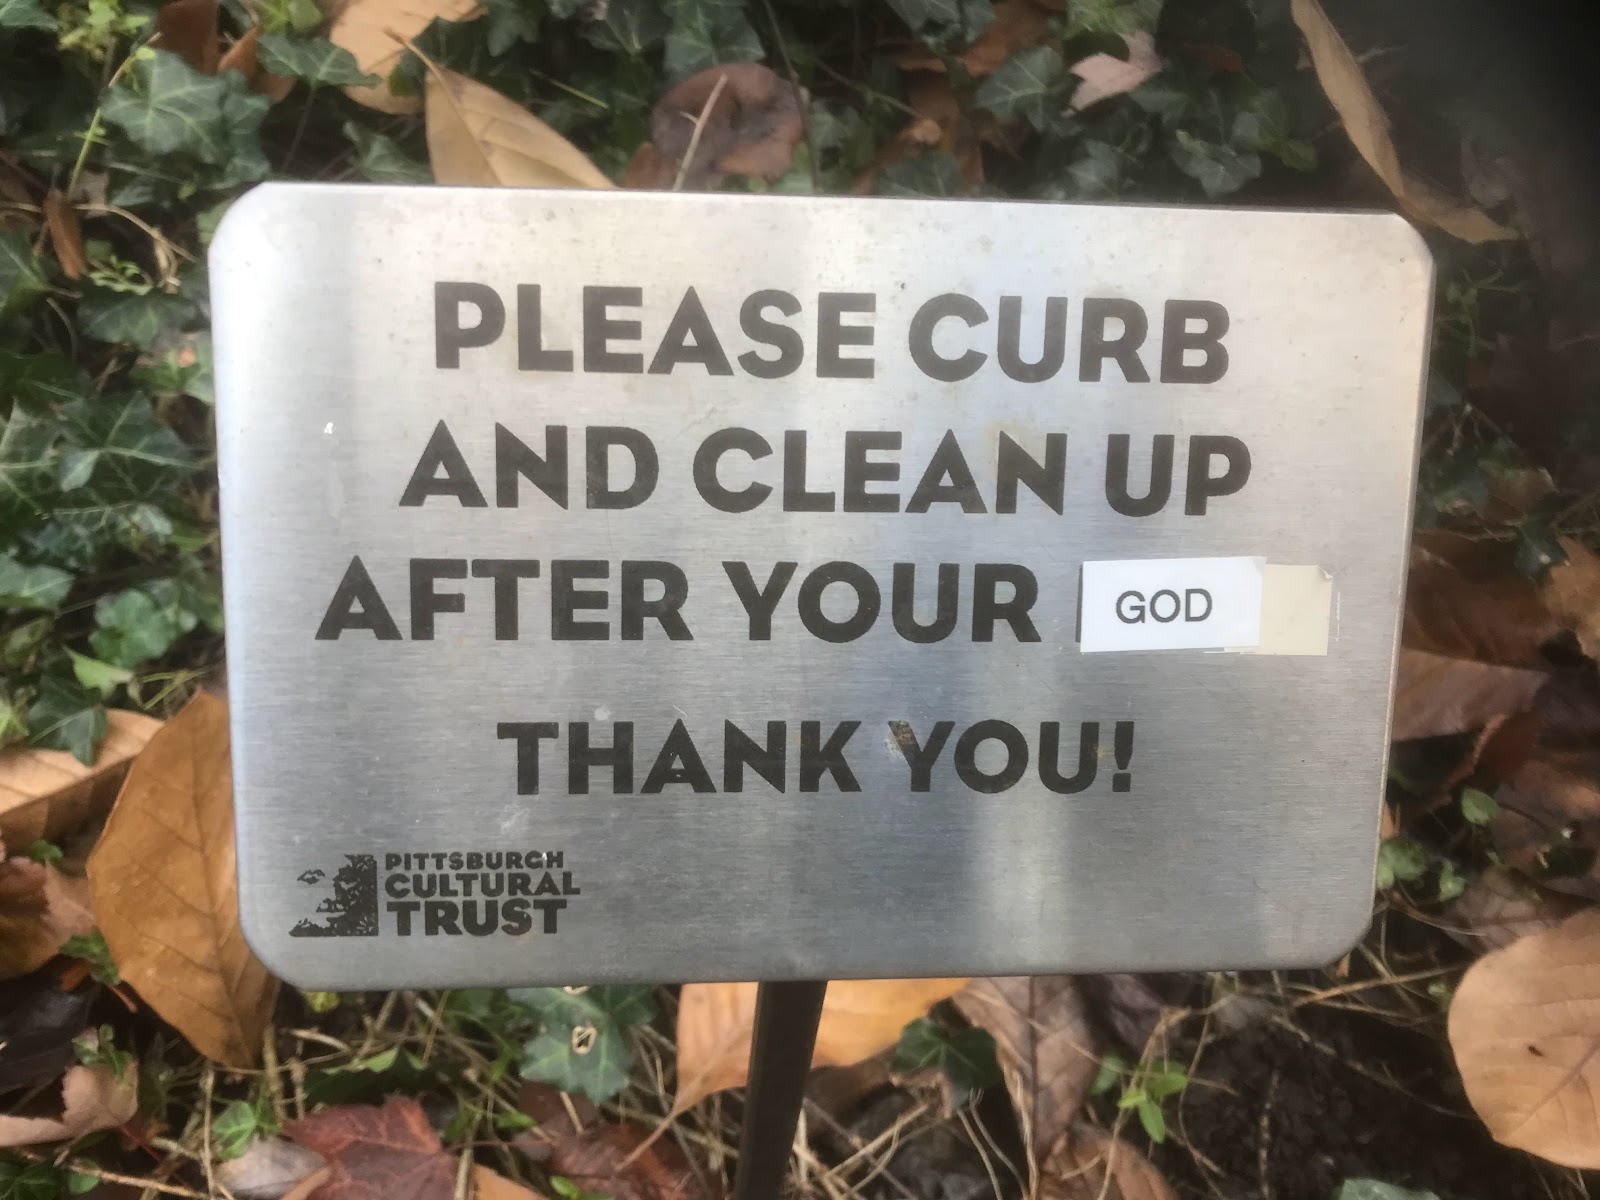 PLEASE CURB
AND CLEAN UP
AFTER YOUR GOD
THANK YOU!
PITTSBURGH
CULTURAL
TRUST